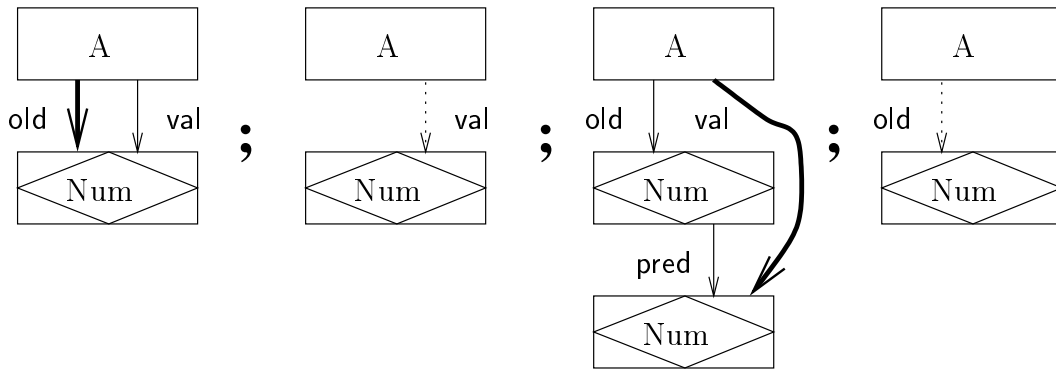 A A A A
old val ; val ; old val ; old
Num Num Num Num
pred
Num